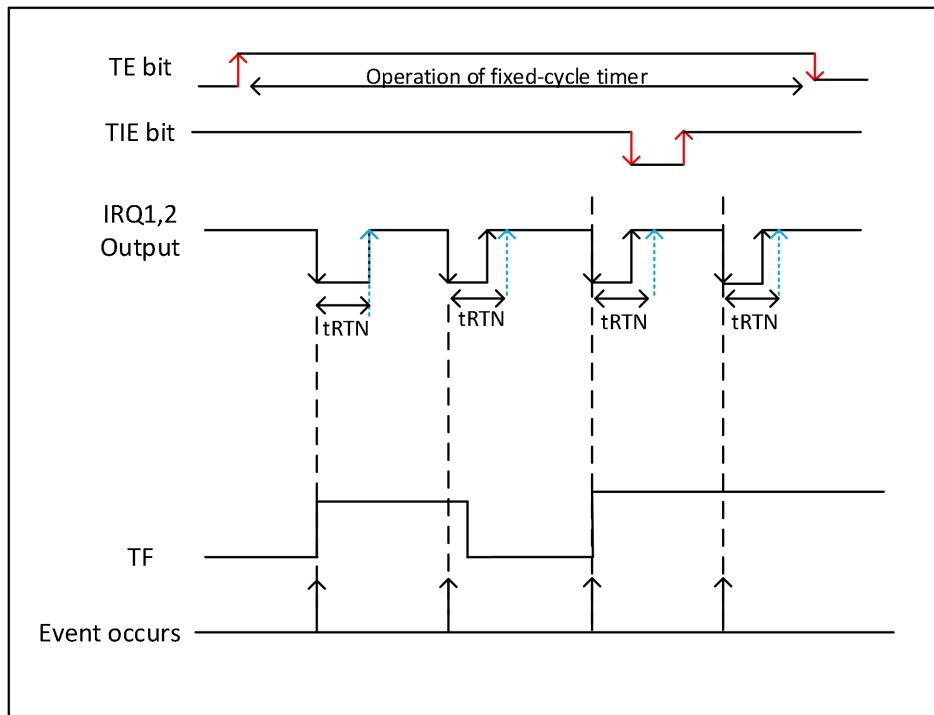 TE bit
Operation of fixed-cycle timer
TIE bit
IRQ1,2
Output
tRTN
tRTN
tRTN
tRTN
TF
Event occurs